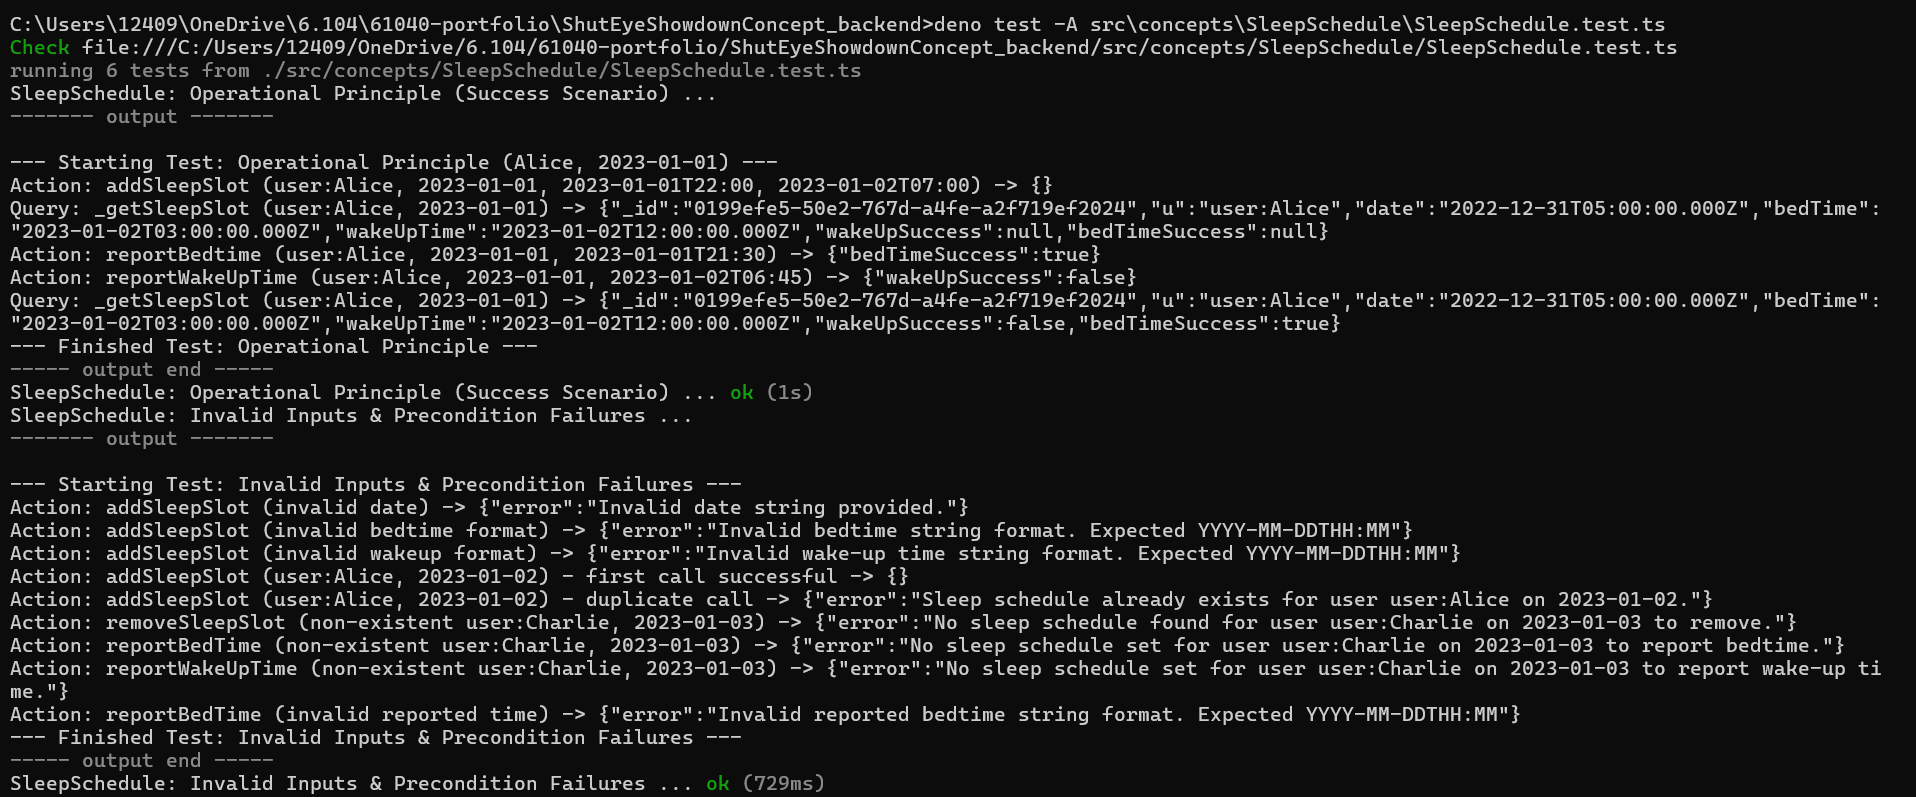 C:\Users\12409\OneDrive\6.104\61040-portfolio\ShutEyeShowdownConcept_backend>deno test -A src\concepts\SleepSchedule\SleepSchedule.test.ts
Check file:///C:/Users/12409/OneDrive/6.104/61040-portfolio/ShutEyeShowdownConcept_backend/src/concepts/SleepSchedule/SleepSchedule.test.ts
running 6 tests from ./src/concepts/SleepSchedule/SleepSchedule.test.ts
SleepSchedule: Operational Principle (Success Scenario) ...
------- output -------
--- Starting Test: Operational Principle (Alice, 2023-01-01) ---
Action: addSleepSlot (user:Alice, 2023-01-01, 2023-01-01T22:00, 2023-01-02T07:00) -> {}
Query: _getSleepSlot (user:Alice, 2023-01-01) -> {"_id":"0199efe5-50e2-767d-a4fe-a2f719ef2024","u":"user:Alice","date":"2022-12-31T05:00:00.000Z","bedTime":
"2023-01-02T03:00:00.000Z","wakeUpTime":"2023-01-02T12:00:00.000Z","wakeUpSuccess":null,"bedTimeSuccess":null}
Action: reportBedtime (user:Alice, 2023-01-01, 2023-01-01T21:30) -> {"bedTimeSuccess":true}
Action: reportWakeUpTime (user:Alice, 2023-01-01, 2023-01-02T06:45) -> {"wakeUpSuccess":false}
Query: _getSleepSlot (user:Alice, 2023-01-01) -> {"_id":"0199efe5-50e2-767d-a4fe-a2f719ef2024","u":"user:Alice","date":"2022-12-31T05:00:00.000Z","bedTime":
"2023-01-02T03:00:00.000Z","wakeUpTime":"2023-01-02T12:00:00.000Z","wakeUpSuccess":false,"bedTimeSuccess":true}
--- Finished Test: Operational Principle ---
----- output end -----
SleepSchedule: Operational Principle (Success Scenario) ... ok (1s)
SleepSchedule: Invalid Inputs & Precondition Failures ...
------- output -------
--- Starting Test: Invalid Inputs & Precondition Failures ---
Action: addSleepSlot (invalid date) -> {"error":"Invalid date string provided."}
Action: addSleepSlot (invalid bedtime format) -> {"error":"Invalid bedtime string format. Expected YYYY-MM-DDTHH:MM"}
Action: addSleepSlot (invalid wakeup format) -> {"error":"Invalid wake-up time string format. Expected YYYY-MM-DDTHH:MM"}
Action: addSleepSlot (user:Alice, 2023-01-02) - first call successful -> {}
Action: addSleepSlot (user:Alice, 2023-01-02) - duplicate call -> {"error":"Sleep schedule already exists for user user:Alice on 2023-01-02."}
Action: removeSleepSlot (non-existent user:Charlie, 2023-01-03) -> {"error":"No sleep schedule found for user user:Charlie on 2023-01-03 to remove."}
Action: reportBedTime (non-existent user:Charlie, 2023-01-03) -> {"error":"No sleep schedule set for user user:Charlie on 2023-01-03 to report bedtime."}
Action: reportWakeUpTime (non-existent user:Charlie, 2023-01-03) -> {"error":"No sleep schedule set for user user:Charlie on 2023-01-03 to report wake-up ti
me."}
Action: reportBedTime (invalid reported time) -> {"error":"Invalid reported bedtime string format. Expected YYYY-MM-DDTHH:MM"}
--- Finished Test: Invalid Inputs & Precondition Failures ---
----- output end -----
SleepSchedule: Invalid Inputs & Precondition Failures ... ok (729ms)